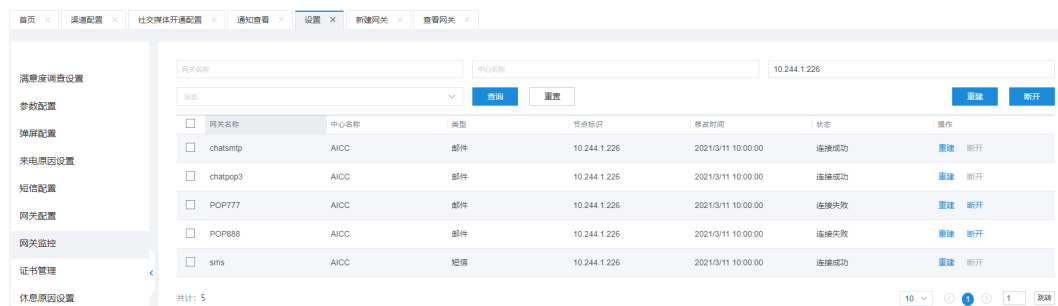 首页 × 渠道配置 × 社交媒体开通配置 × 通知查看 × 设置 × 新建网关 × 查看网关 ×
满意度调查设置
参数配置
弹屏配置
来电原因设置
短信配置
网关配置
网关监控
证书管理
休息原因设置
网关名称 中心名称 10.244.1.226
状态 查询 重置 重建 断开
网关名称 中心名称 类型 节点标识 修改时间 状态 操作
chatsmtp AICC 邮件 10.244.1.226 2021/3/11 10:00:00 连接成功 重建 断开
chatpop3 AICC 邮件 10.244.1.226 2021/3/11 10:00:00 连接成功 重建 断开
POP777 AICC 邮件 10.244.1.226 2021/3/11 10:00:00 连接失败 重建 断开
POP888 AICC 邮件 10.244.1.226 2021/3/11 10:00:00 连接失败 重建 断开
sms AICC 短信 10.244.1.226 2021/3/11 10:00:00 连接成功 重建 断开
共计: 5 10 1 1 跳转